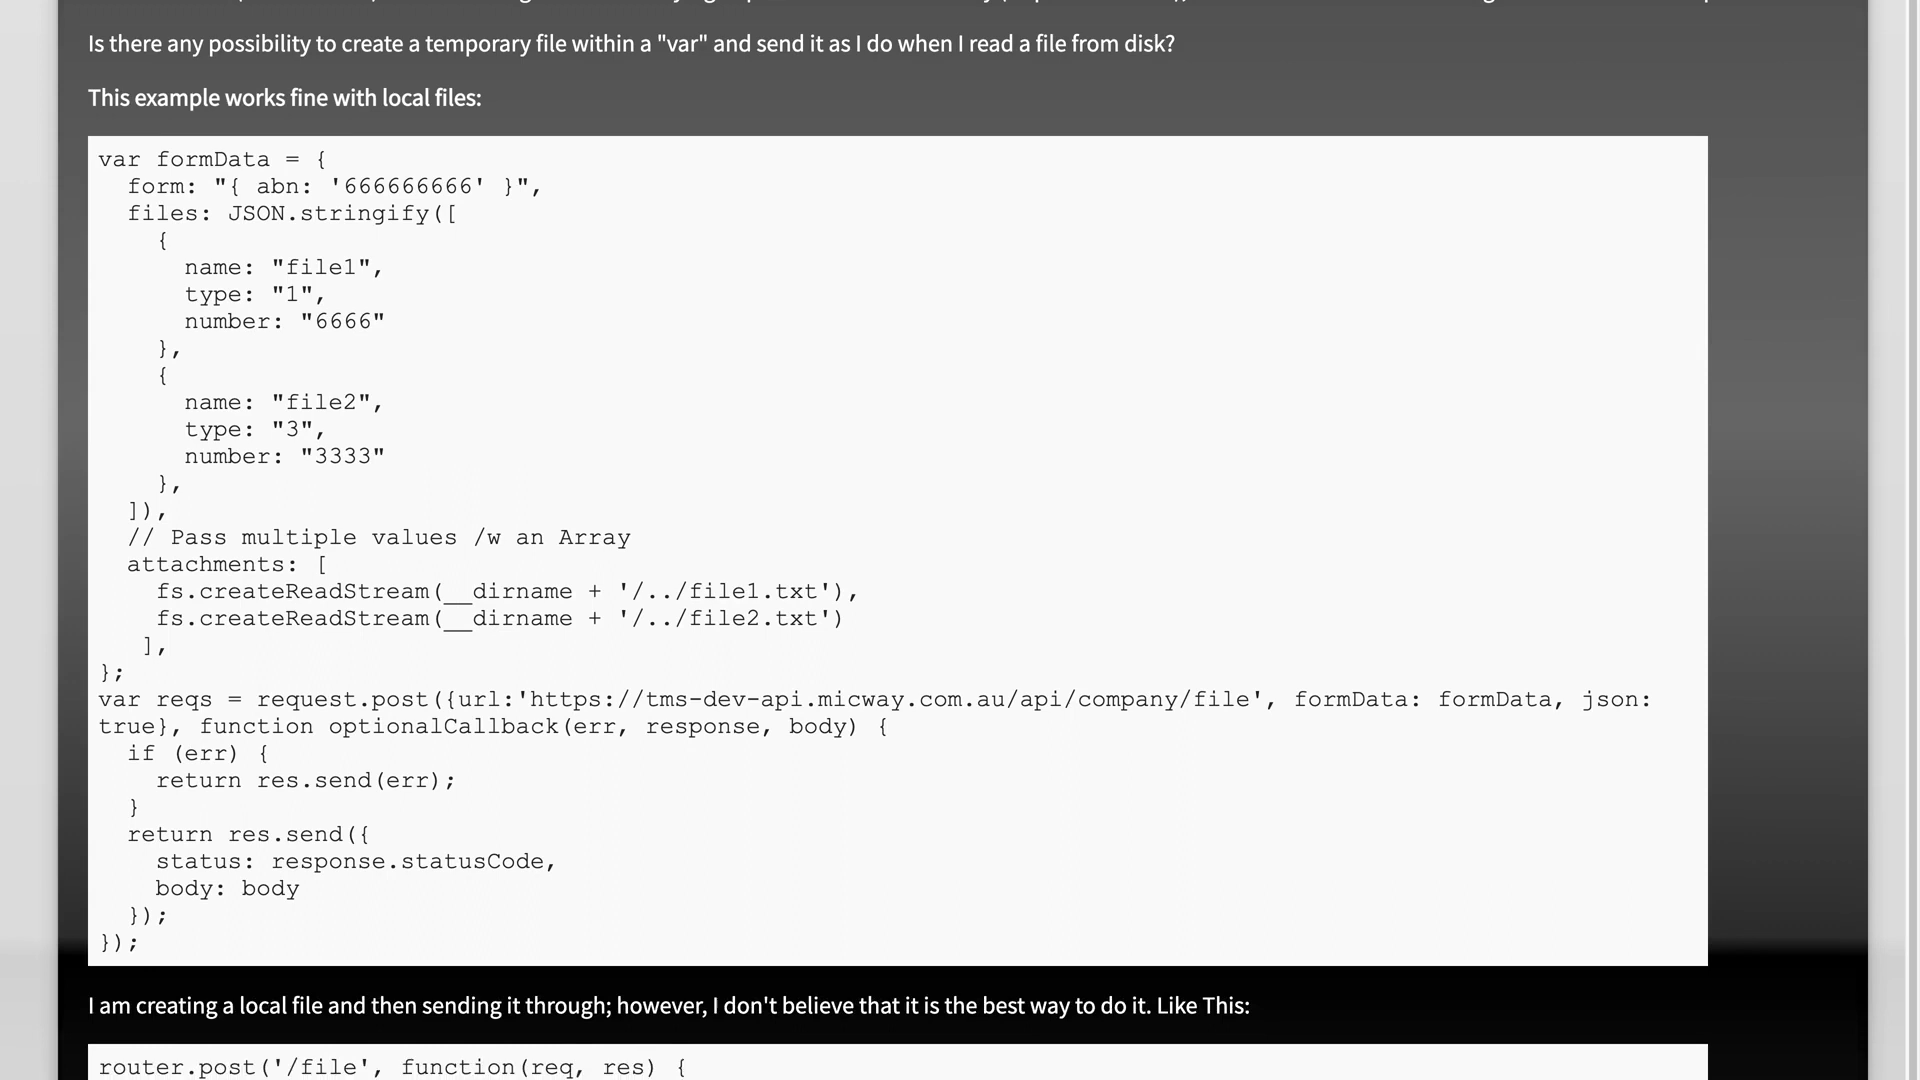 Is there any possibility to create a temporary file within a "var" and send it as I do when I read a file from disk?
This example works fine with local files:
var formData = {
  form: "{ abn: '666666666' }",
  files: JSON.stringify([
    {
      name: "file1",
      type: "1",
      number: "6666"
    },
    {
      name: "file2",
      type: "3",
      number: "3333"
    },
  ]),
  // Pass multiple values /w an Array
  attachments: [
    fs.createReadStream(__dirname + '/../file1.txt'),
    fs.createReadStream(__dirname + '/../file2.txt')
   ],
};
var reqs = request.post({url:'https://tms-dev-api.micway.com.au/api/company/file', formData: formData, json:
true}, function optionalCallback(err, response, body) {
  if (err) {
    return res.send(err);
  }
  return res.send({
    status: response.statusCode,
    body: body
  });
});
I am creating a local file and then sending it through; however, I don't believe that it is the best way to do it. Like This:
router.post('/file', function(req, res) {